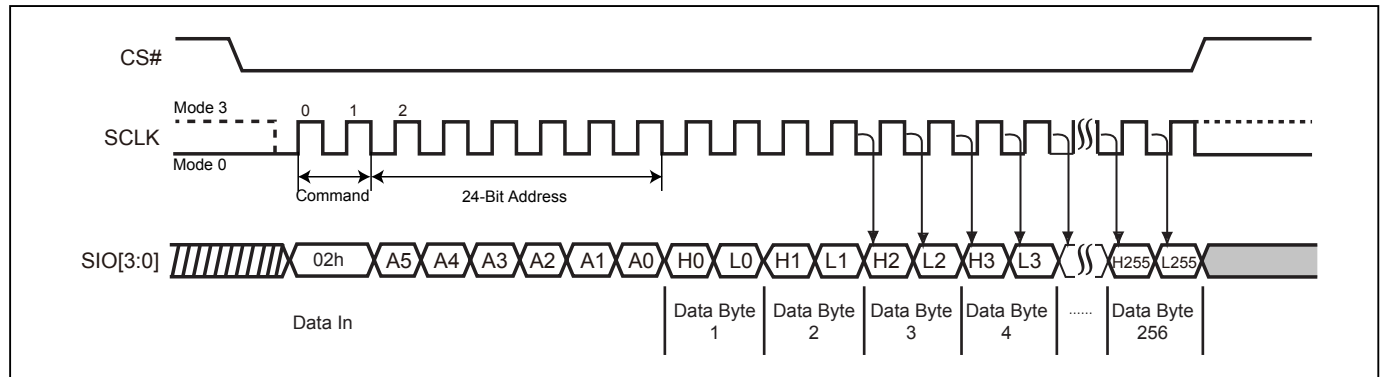 CS#
Mode 3
0 1 2
SCLK
Mode 0
Command
24-Bit Address
SIO[3:0]
02h A5 A4 A3 A2 A1 A0 H0 L0 H1 L1 H2 L2 H3 L3 H255 L255
Data In
Data Byte 1
Data Byte 2
Data Byte 3
Data Byte 4
......
Data Byte 256